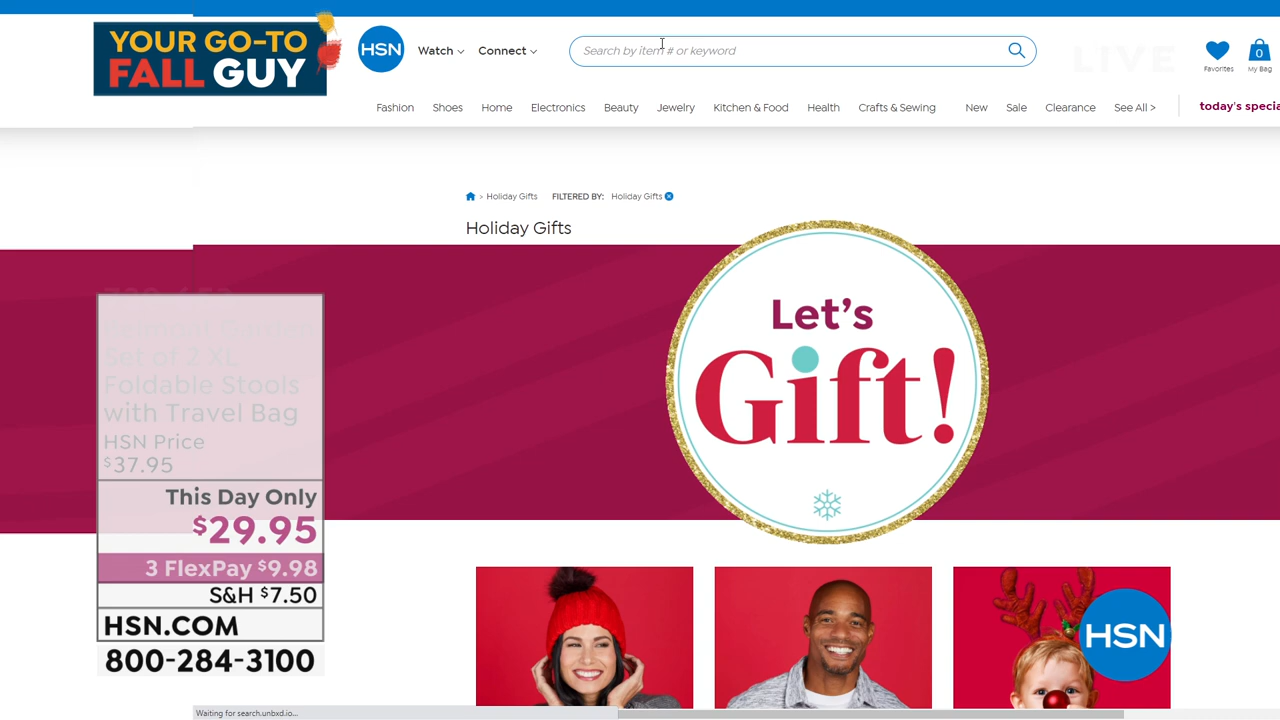 YOUR GO-TO
FALL GUY
HSN
Watch
Connect
Search by item # or keyword
LIVE
Favorites
0
My Bag
Fashion
Shoes
Home
Electronics
Beauty
Jewelry
Kitchen & Food
Health
Crafts & Sewing
New
Sale
Clearance
See All >
today's specia
> Holiday Gifts
FILTERED BY: Holiday Gifts
Holiday Gifts
Let's
Gift!
Set of 2 XL
Foldable Stools
with Travel Bag
HSN Price
$37.95
This Day Only
$29.95
3 FlexPay $9.98
S&H $7.50
HSN.COM
800-284-3100
HSN
Waiting for search.unbxd.io...